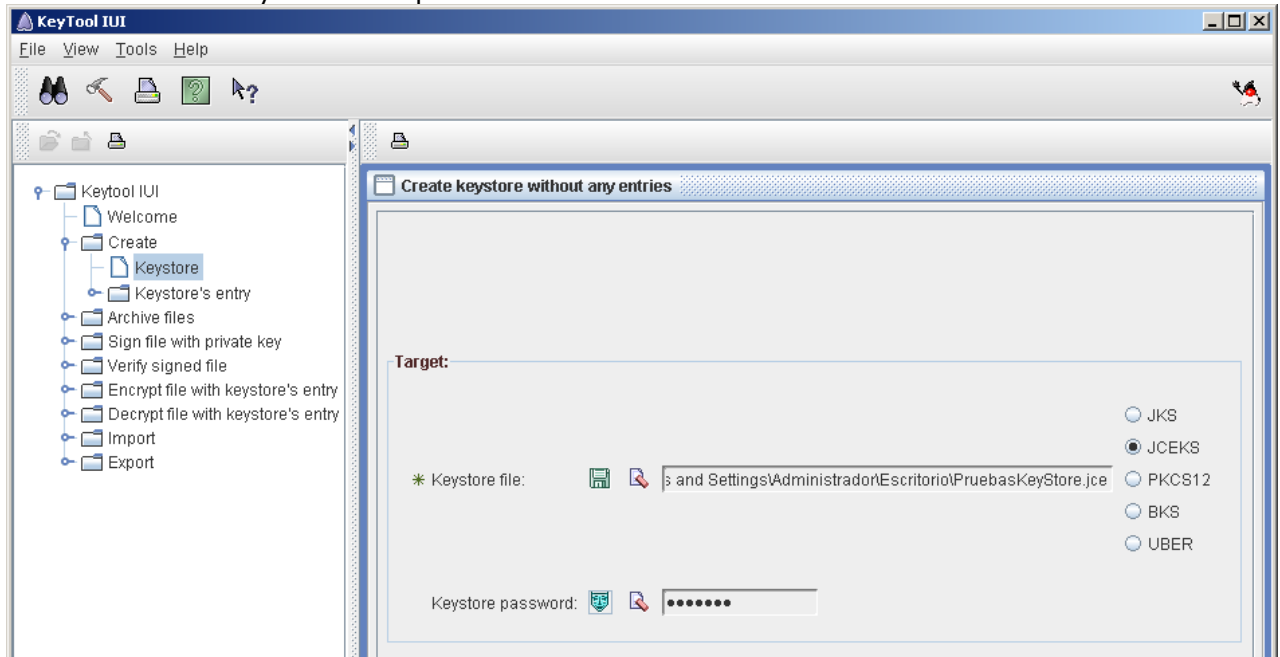 KeyTool IUI
File View Tools Help
Keytool IUI
Welcome
Create
Keystore
Keystore's entry
Archive files
Sign file with private key
Verify signed file
Encrypt file with keystore's entry
Decrypt file with keystore's entry
Import
Export
Create keystore without any entries
Target:
JKS
JCEKS
Keystore file: s and Settings\Administrador\Escritorio\PruebasKeyStore.jce PKCS12
BKS
UBER
Keystore password: •••••••